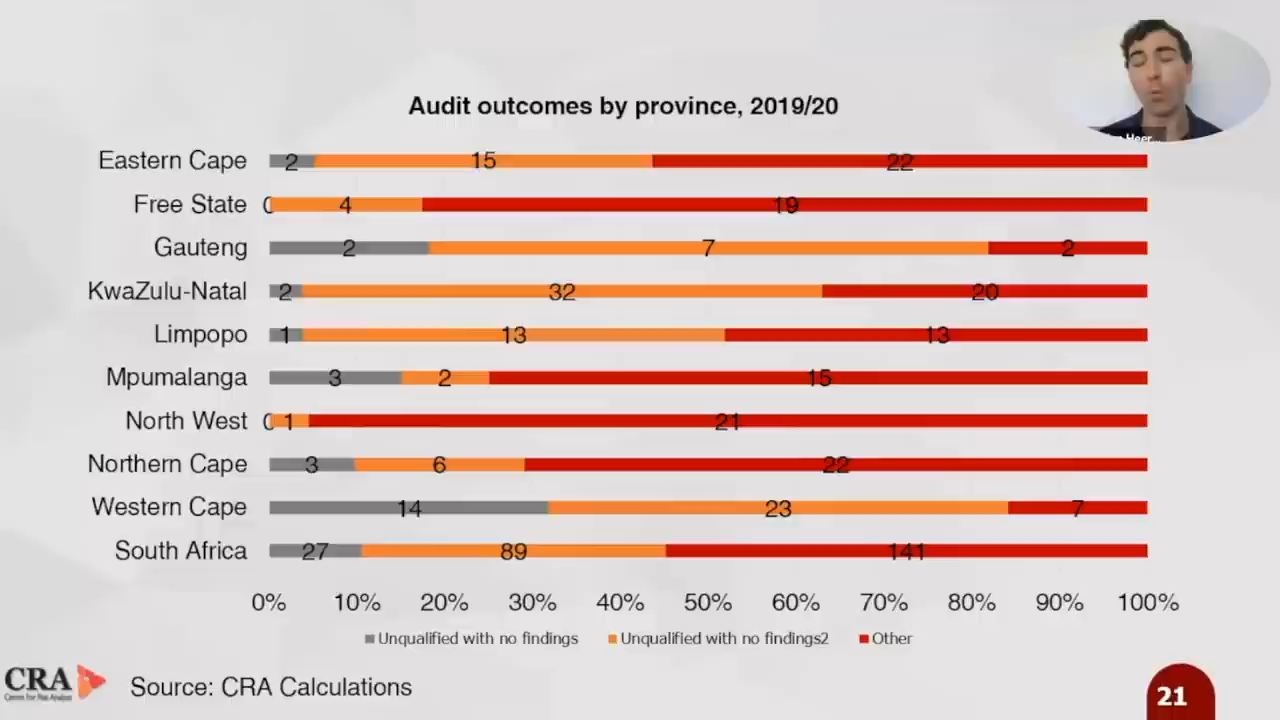 Audit outcomes by province, 2019/20
Eastern Cape 2 15 22
Free State 0 4 19
Gauteng 2 7 2
KwaZulu-Natal 2 32 20
Limpopo 1 13 13
Mpumalanga 3 2 15
North West 0 1 21
Northern Cape 3 6 22
Western Cape 14 23 7
South Africa 27 89 141
0% 10% 20% 30% 40% 50% 60% 70% 80% 90% 100%
Unqualified with no findings Unqualified with no findings2 Other
CRA
Centre for Risk Analysis
Source: CRA Calculations
21